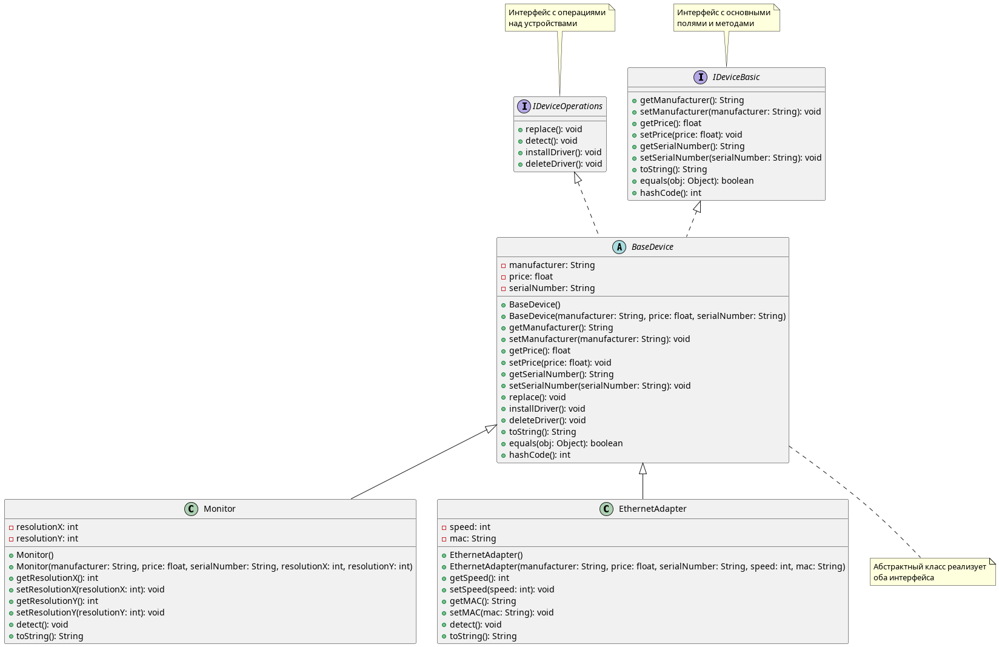 Интерфейс с операциями
над устройствами
Интерфейс с основными
полями и методами
I IDeviceOperations
replace(): void
detect(): void
installDriver(): void
deleteDriver(): void
I IDeviceBasic
getManufacturer(): String
setManufacturer(manufacturer: String): void
getPrice(): float
setPrice(price: float): void
getSerialNumber(): String
setSerialNumber(serialNumber: String): void
toString(): String
equals(obj: Object): boolean
hashCode(): int
A BaseDevice
manufacturer: String
price: float
serialNumber: String
BaseDevice()
BaseDevice(manufacturer: String, price: float, serialNumber: String)
getManufacturer(): String
setManufacturer(manufacturer: String): void
getPrice(): float
setPrice(price: float): void
getSerialNumber(): String
setSerialNumber(serialNumber: String): void
replace(): void
installDriver(): void
deleteDriver(): void
toString(): String
equals(obj: Object): boolean
hashCode(): int
C Monitor
resolutionX: int
resolutionY: int
Monitor()
Monitor(manufacturer: String, price: float, serialNumber: String, resolutionX: int, resolutionY: int)
getResolutionX(): int
setResolutionX(resolutionX: int): void
getResolutionY(): int
setResolutionY(resolutionY: int): void
detect(): void
toString(): String
C EthernetAdapter
speed: int
mac: String
EthernetAdapter()
EthernetAdapter(manufacturer: String, price: float, serialNumber: String, speed: int, mac: String)
getSpeed(): int
setSpeed(speed: int): void
getMAC(): String
setMAC(mac: String): void
detect(): void
toString(): String
Абстрактный класс реализует
оба интерфейса